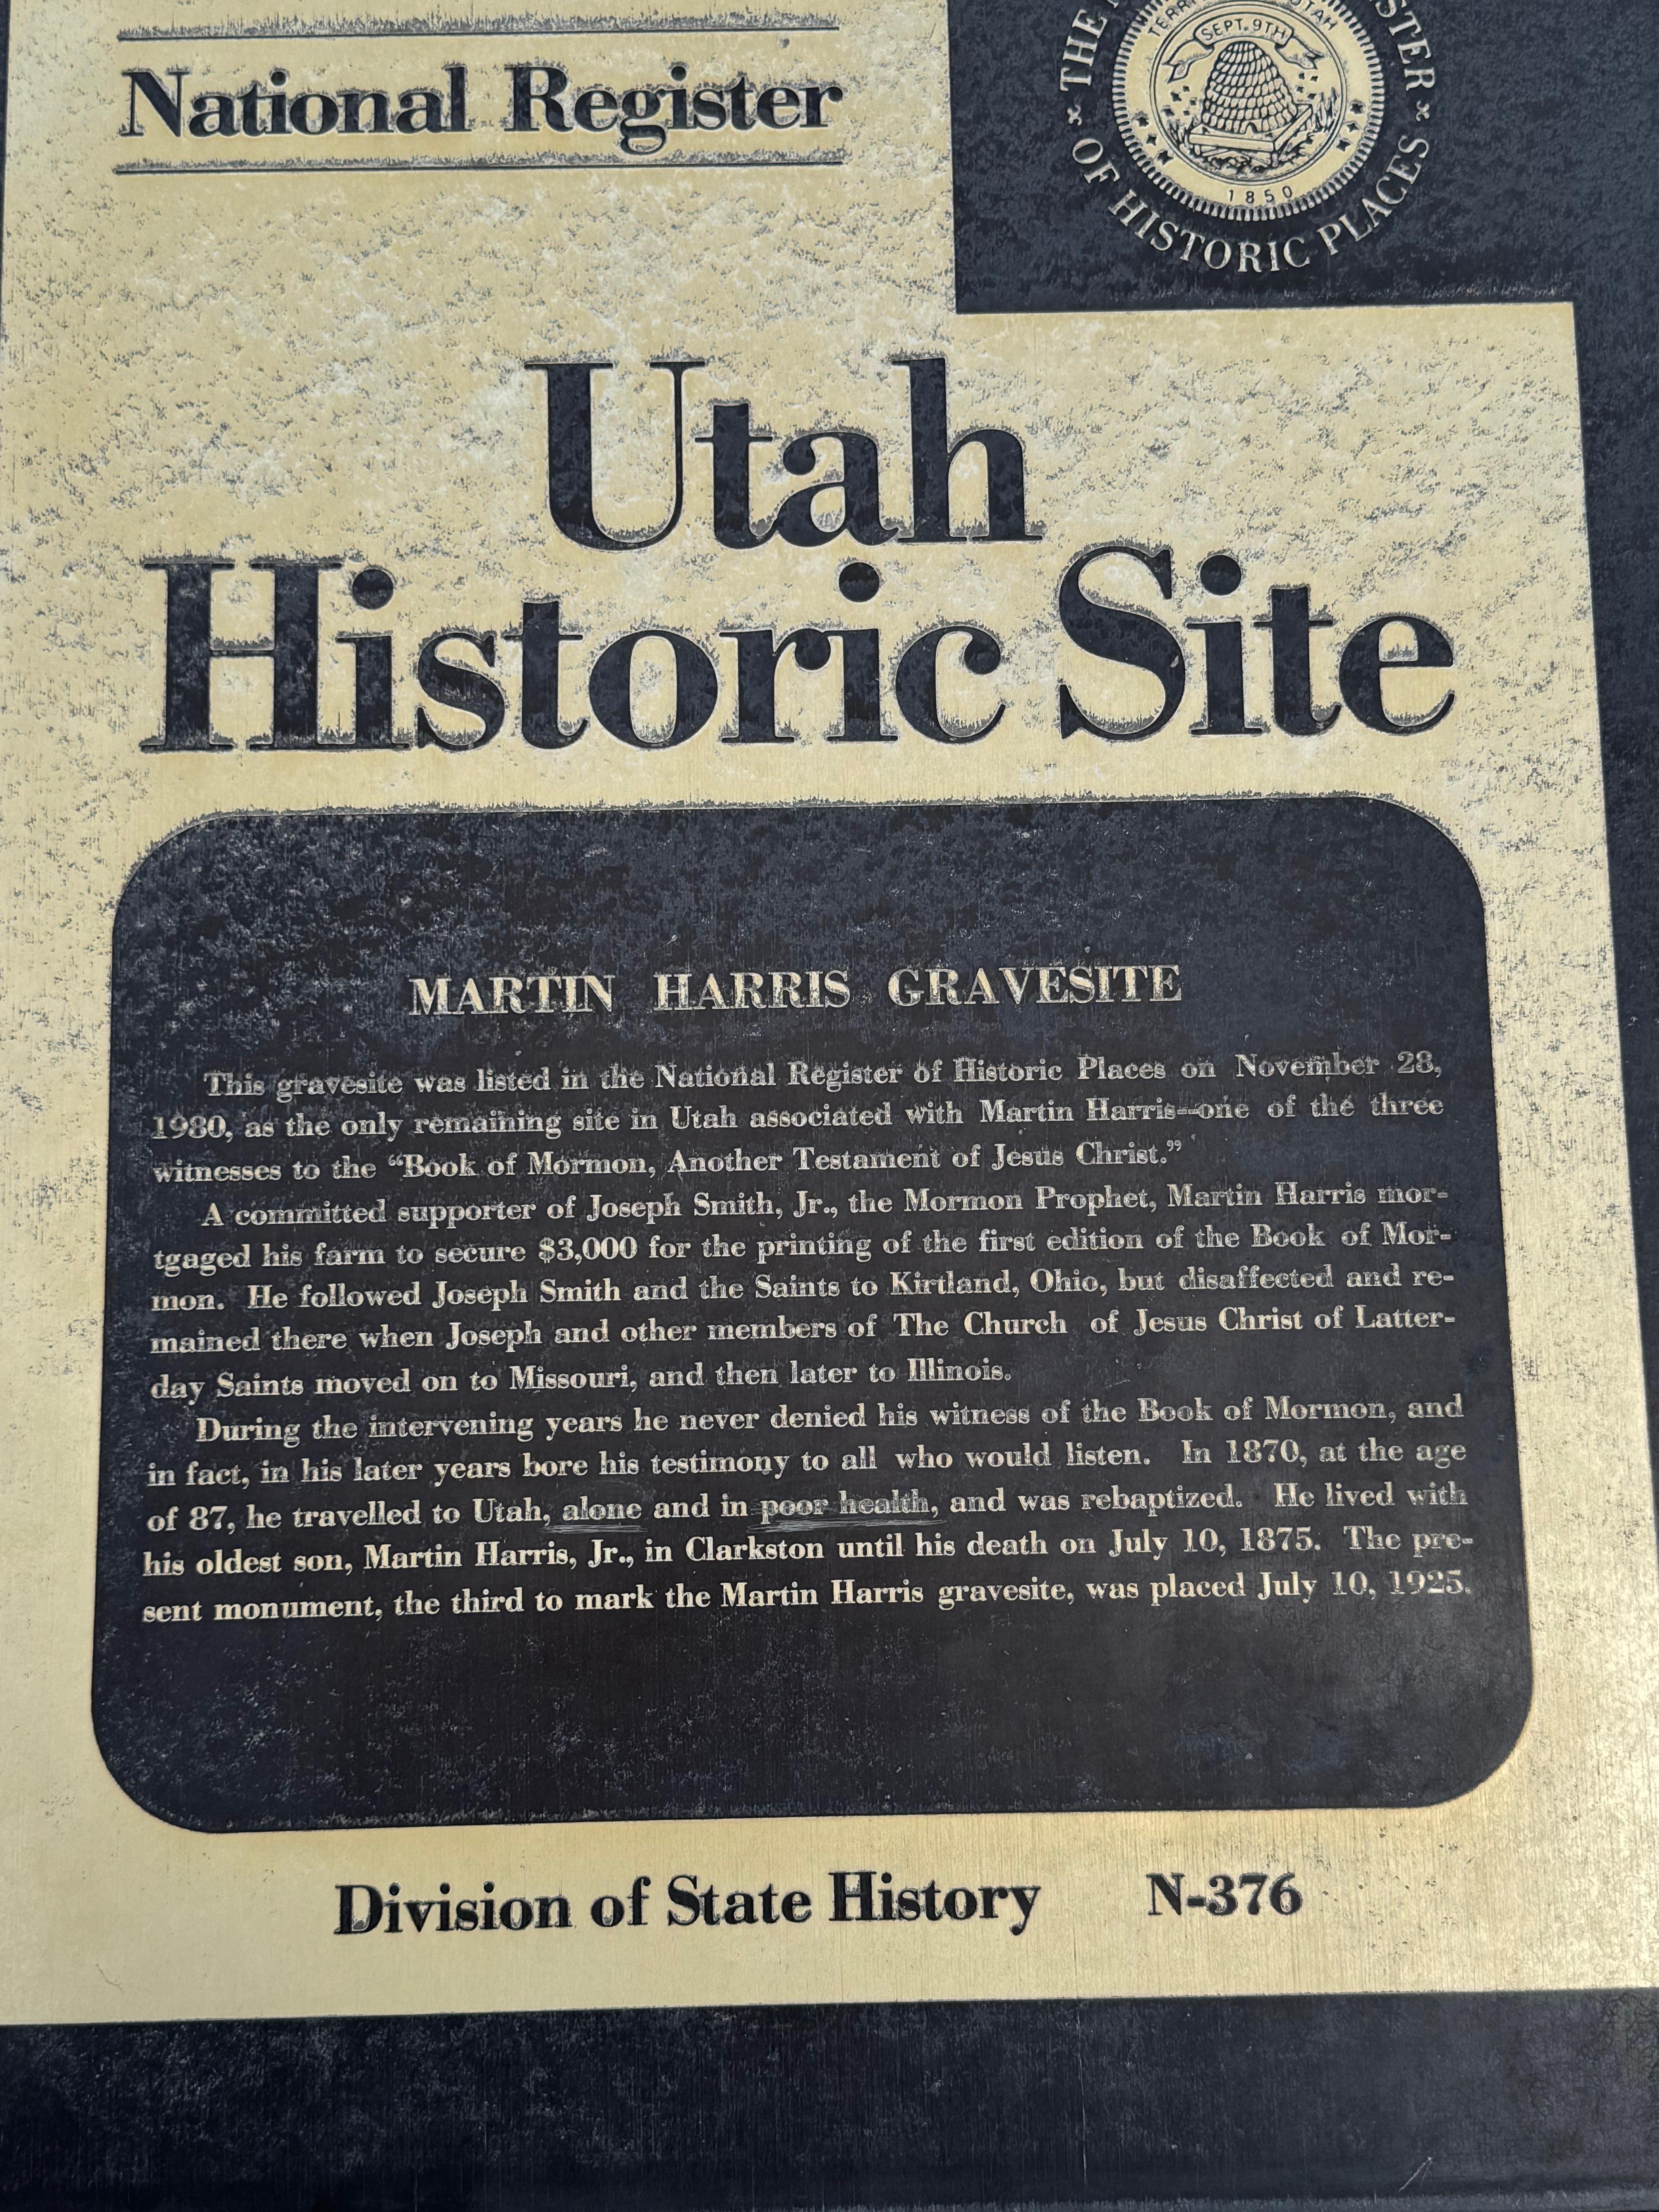 National Register
THE STER
OF HISTORIC PLACES
TERR UTAH
SEPT. 9TH
1850
Utah
Historic Site
MARTIN HARRIS GRAVESITE
This gravesite was listed in the National Register of Historic Places on November 28,
1980, as the only remaining site in Utah associated with Martin Harris--one of the three
witnesses to the “Book of Mormon, Another Testament of Jesus Christ.”
A committed supporter of Joseph Smith, Jr., the Mormon Prophet, Martin Harris mor-
tgaged his farm to secure $3,000 for the printing of the first edition of the Book of Mor-
mon. He followed Joseph Smith and the Saints to Kirtland, Ohio, but disaffected and re-
mained there when Joseph and other members of The Church of Jesus Christ of Latter-
day Saints moved on to Missouri, and then later to Illinois.
During the intervening years he never denied his witness of the Book of Mormon, and
in fact, in his later years bore his testimony to all who would listen. In 1870, at the age
of 87, he travelled to Utah, alone and in poor health, and was rebaptized. He lived with
his oldest son, Martin Harris, Jr., in Clarkston until his death on July 10, 1875. The pre-
sent monument, the third to mark the Martin Harris gravesite, was placed July 10, 1925.
Division of State History N-376